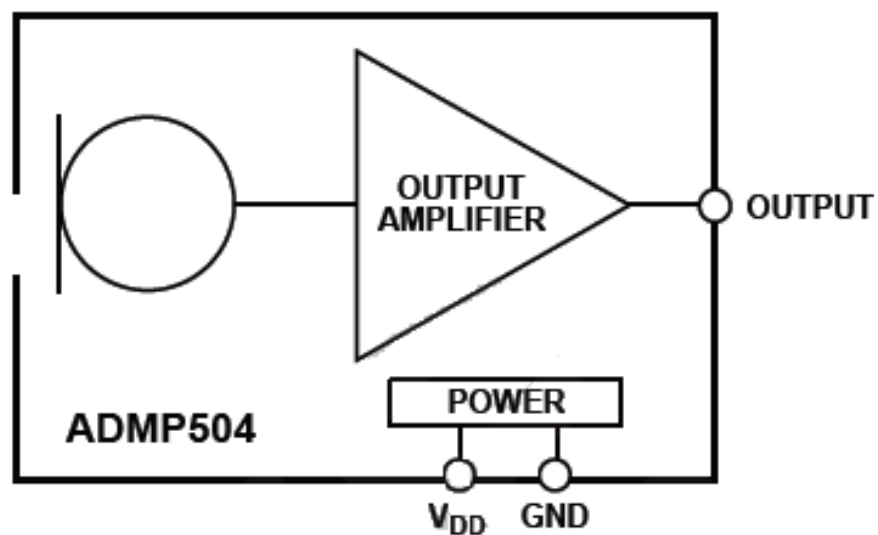 OUTPUT
AMPLIFIER
OUTPUT
POWER
ADMP504
VDD GND